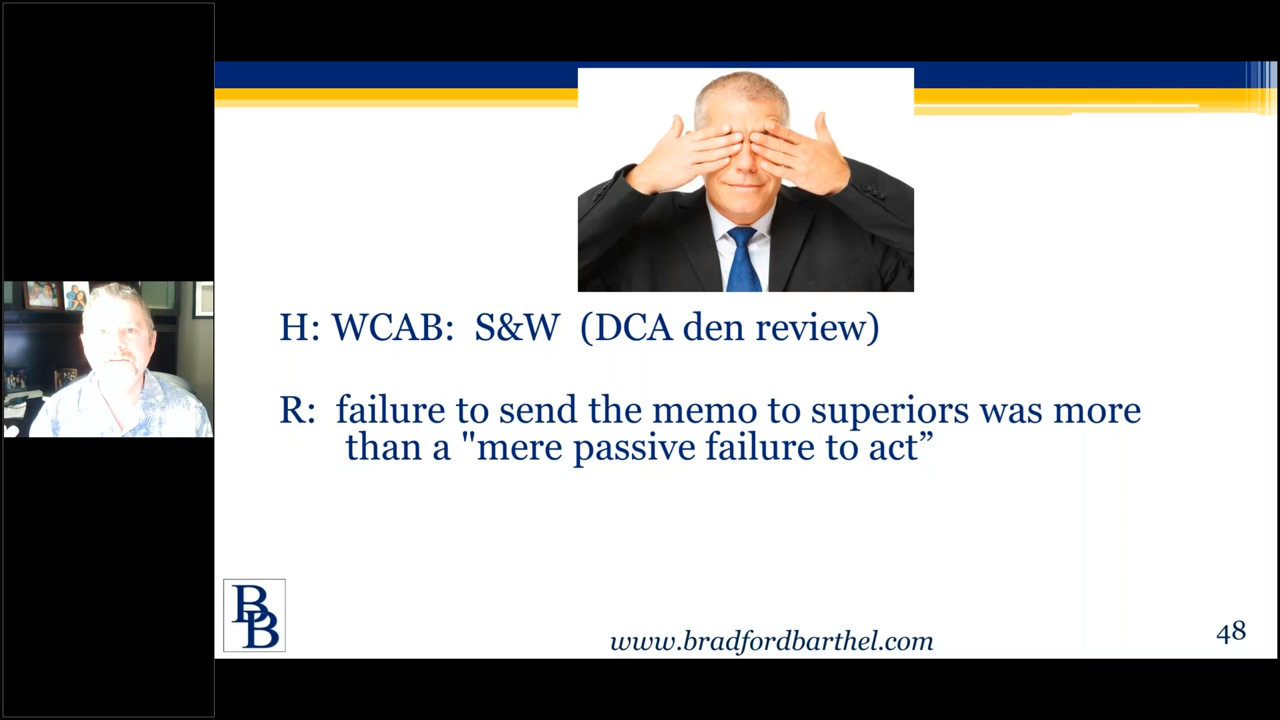 H: WCAB:  S&W  (DCA den review)
R:  failure to send the memo to superiors was more
than a "mere passive failure to act”
BB
www.bradfordbarthel.com
48